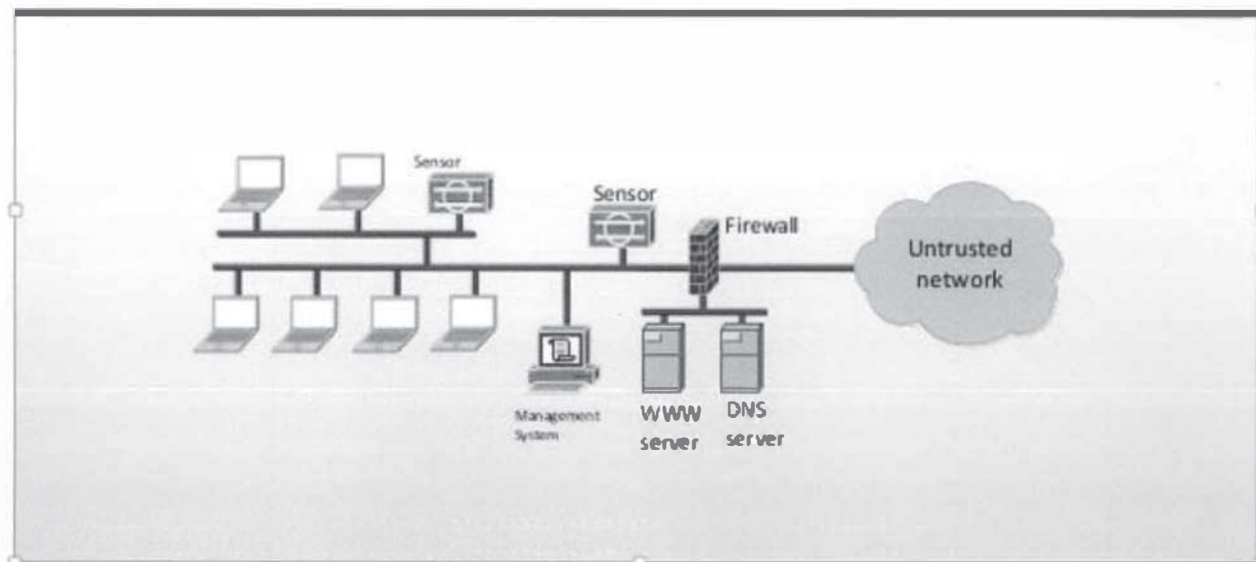 Sensor
Sensor
Firewall
Untrusted
network
Management
System
WWW
server
DNS
server